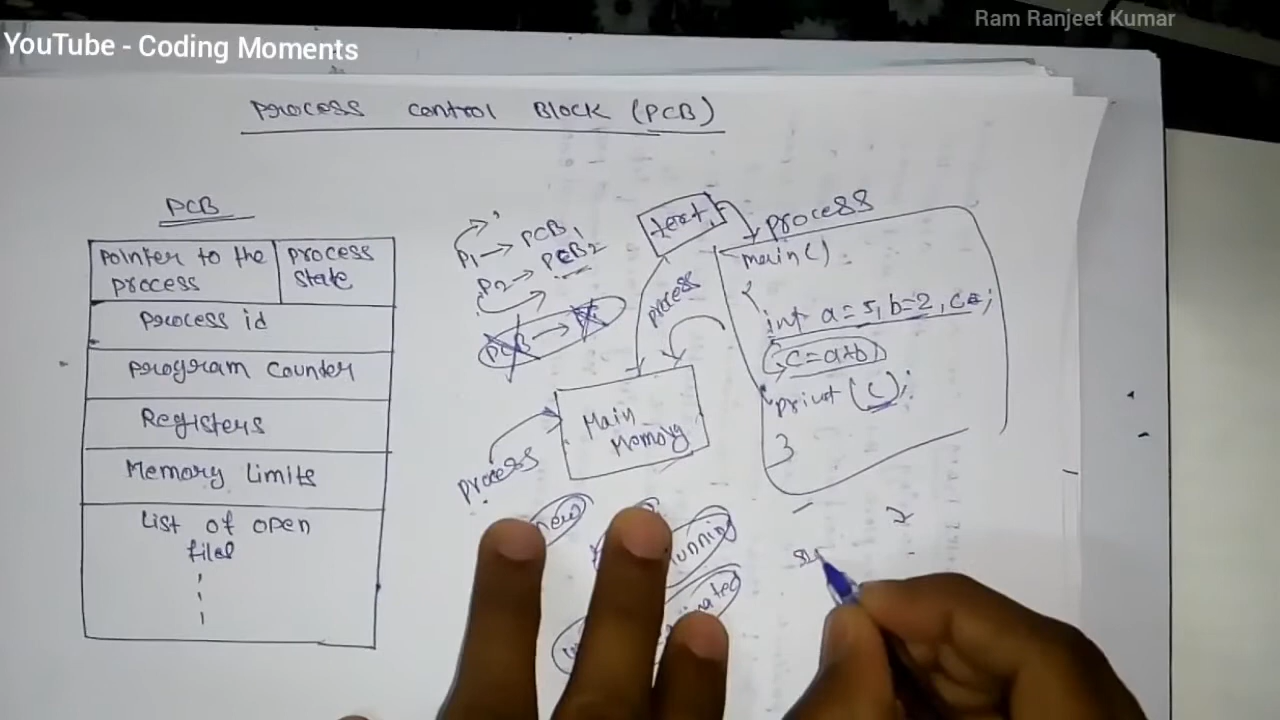 Ram Ranjeet Kumar
YouTube - Coding Moments
Process Control Block (PCB)
PCB
Pointer to the process
process state
Process id
Program Counter
Registers
Memory Limits
List of open
files
P1 → PCB1
P2 → PCB2
text
process
process
main()
{
int a = 5, b=2, c;
c = a+b
print (c);
}
Main
Memory
process
new
running